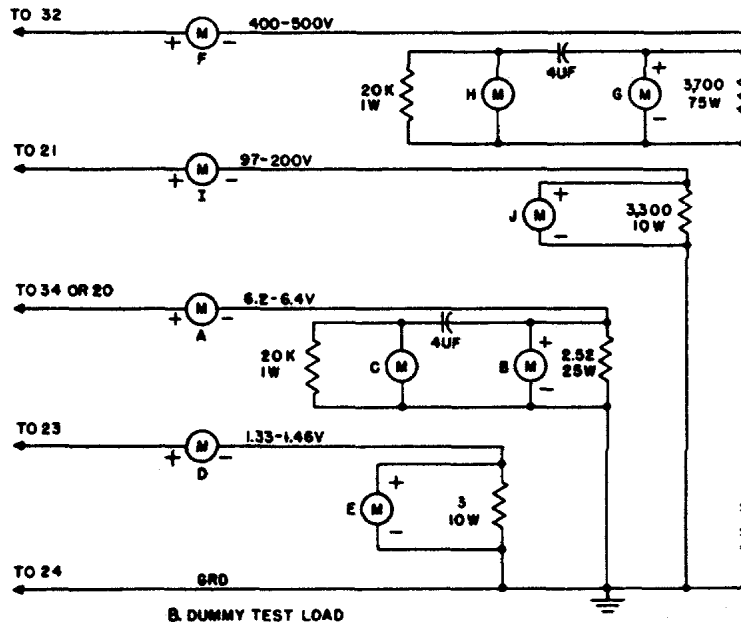 TO 32
+ M -
F
400-500V
20K
1W
H M
4UF
G M
+
-
3,700
75W
TO 21
+ M -
I
97-200V
J M
+
-
3,300
10W
TO 34 OR 20
+ M -
A
6.2-6.4V
20K
1W
C M
4UF
B M
+
-
2.52
25W
TO 23
+ M -
D
1.33-1.46V
E M
+
-
3
10W
TO 24
GRD
B. DUMMY TEST LOAD